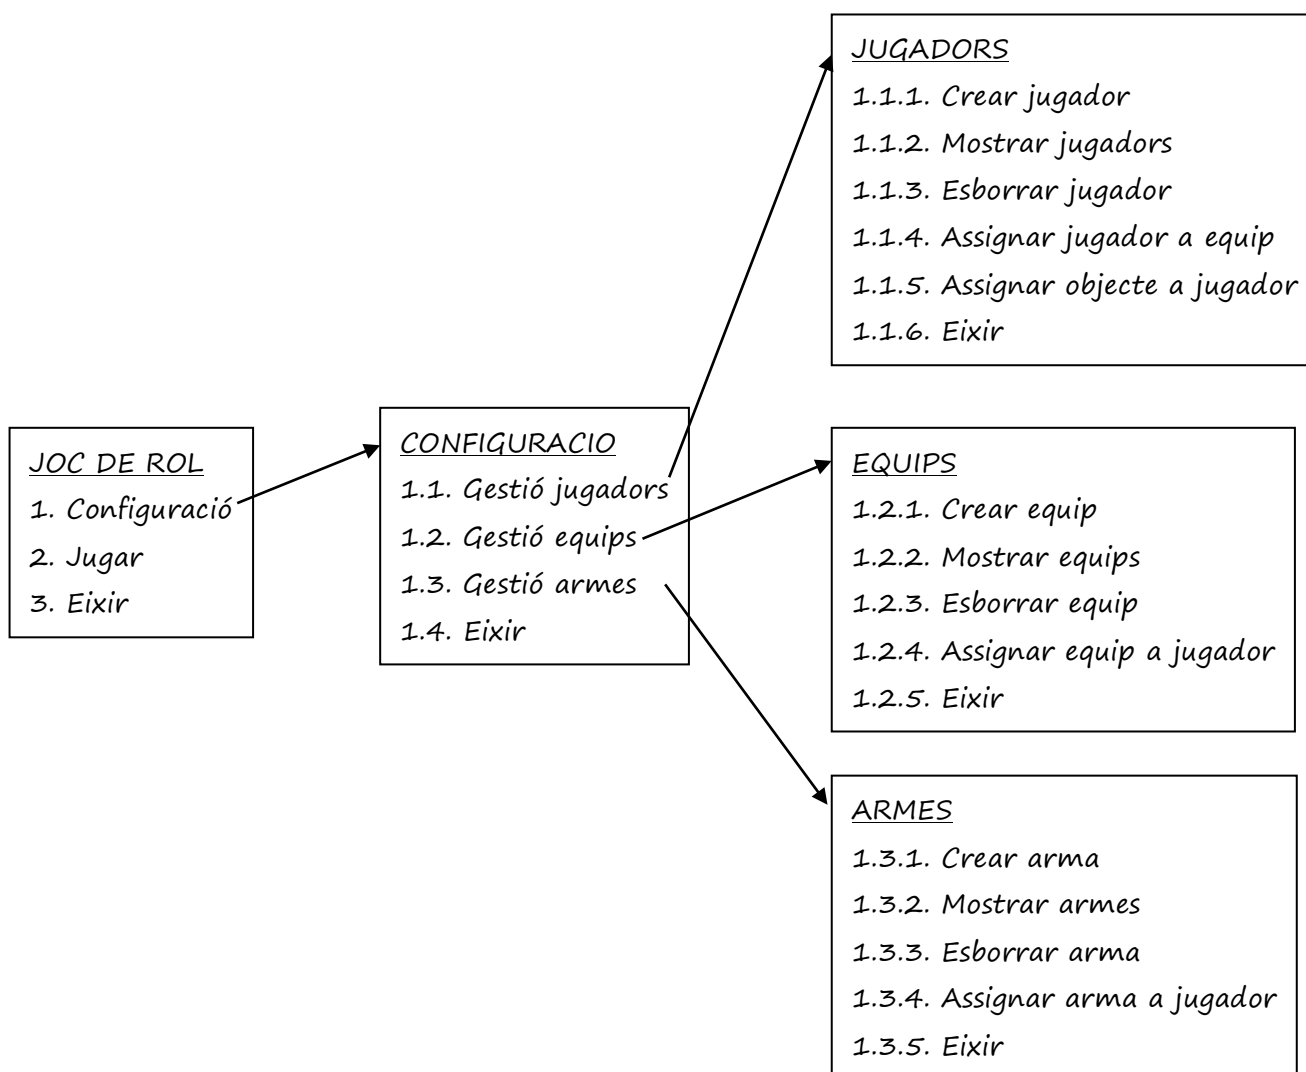 JOC DE ROL
1. Configuració
2. Jugar
3. Eixir
CONFIGURACIO
1.1. Gestió jugadors
1.2. Gestió equips
1.3. Gestió armes
1.4. Eixir
JUGADORS
1.1.1. Crear jugador
1.1.2. Mostrar jugadors
1.1.3. Esborrar jugador
1.1.4. Assignar jugador a equip
1.1.5. Assignar objecte a jugador
1.1.6. Eixir
EQUIPS
1.2.1. Crear equip
1.2.2. Mostrar equips
1.2.3. Esborrar equip
1.2.4. Assignar equip a jugador
1.2.5. Eixir
ARMES
1.3.1. Crear arma
1.3.2. Mostrar armes
1.3.3. Esborrar arma
1.3.4. Assignar arma a jugador
1.3.5. Eixir